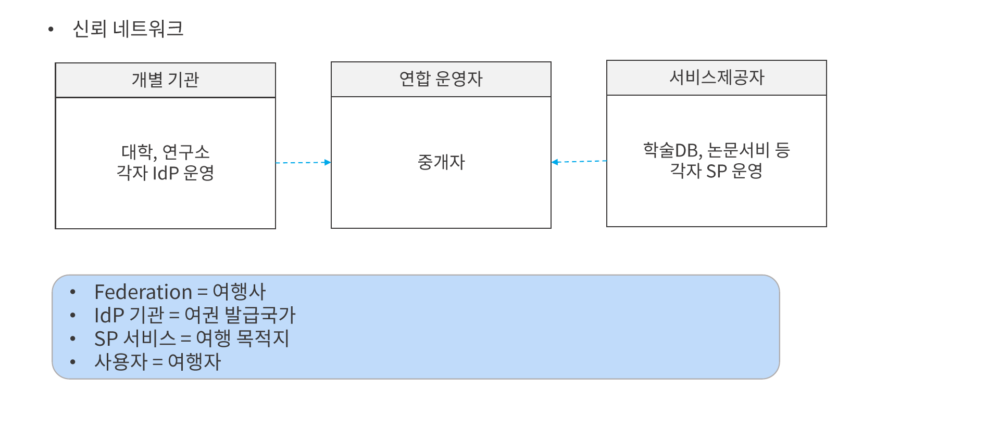 • 신뢰 네트워크
개별 기관
대학, 연구소
각자 IdP 운영
연합 운영자
중개자
서비스제공자
학술DB, 논문서비 등
각자 SP 운영
• Federation = 여행사
• IdP 기관 = 여권 발급국가
• SP 서비스 = 여행 목적지
• 사용자 = 여행자